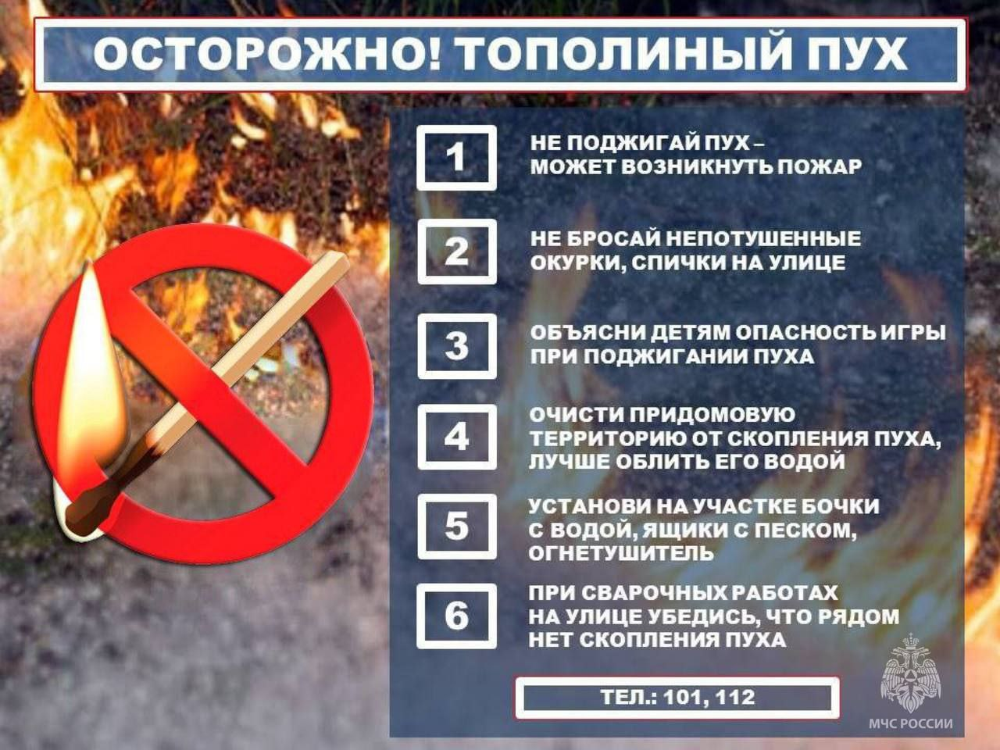 ОСТОРОЖНО! ТОПОЛИНЫЙ ПУХ
1
НЕ ПОДЖИГАЙ ПУХ –
МОЖЕТ ВОЗНИКНУТЬ ПОЖАР
2
НЕ БРОСАЙ НЕПОТУШЕННЫЕ
ОКУРКИ, СПИЧКИ НА УЛИЦЕ
3
ОБЪЯСНИ ДЕТЯМ ОПАСНОСТЬ ИГРЫ
ПРИ ПОДЖИГАНИИ ПУХА
4
ОЧИСТИ ПРИДОМОВУЮ
ТЕРРИТОРИЮ ОТ СКОПЛЕНИЯ ПУХА,
ЛУЧШЕ ОБЛИТЬ ЕГО ВОДОЙ
5
УСТАНОВИ НА УЧАСТКЕ БОЧКИ
С ВОДОЙ, ЯЩИКИ С ПЕСКОМ,
ОГНЕТУШИТЕЛЬ
6
ПРИ СВАРОЧНЫХ РАБОТАХ
НА УЛИЦЕ УБЕДИСЬ, ЧТО РЯДОМ
НЕТ СКОПЛЕНИЯ ПУХА
ТЕЛ.: 101, 112
МЧС РОССИИ